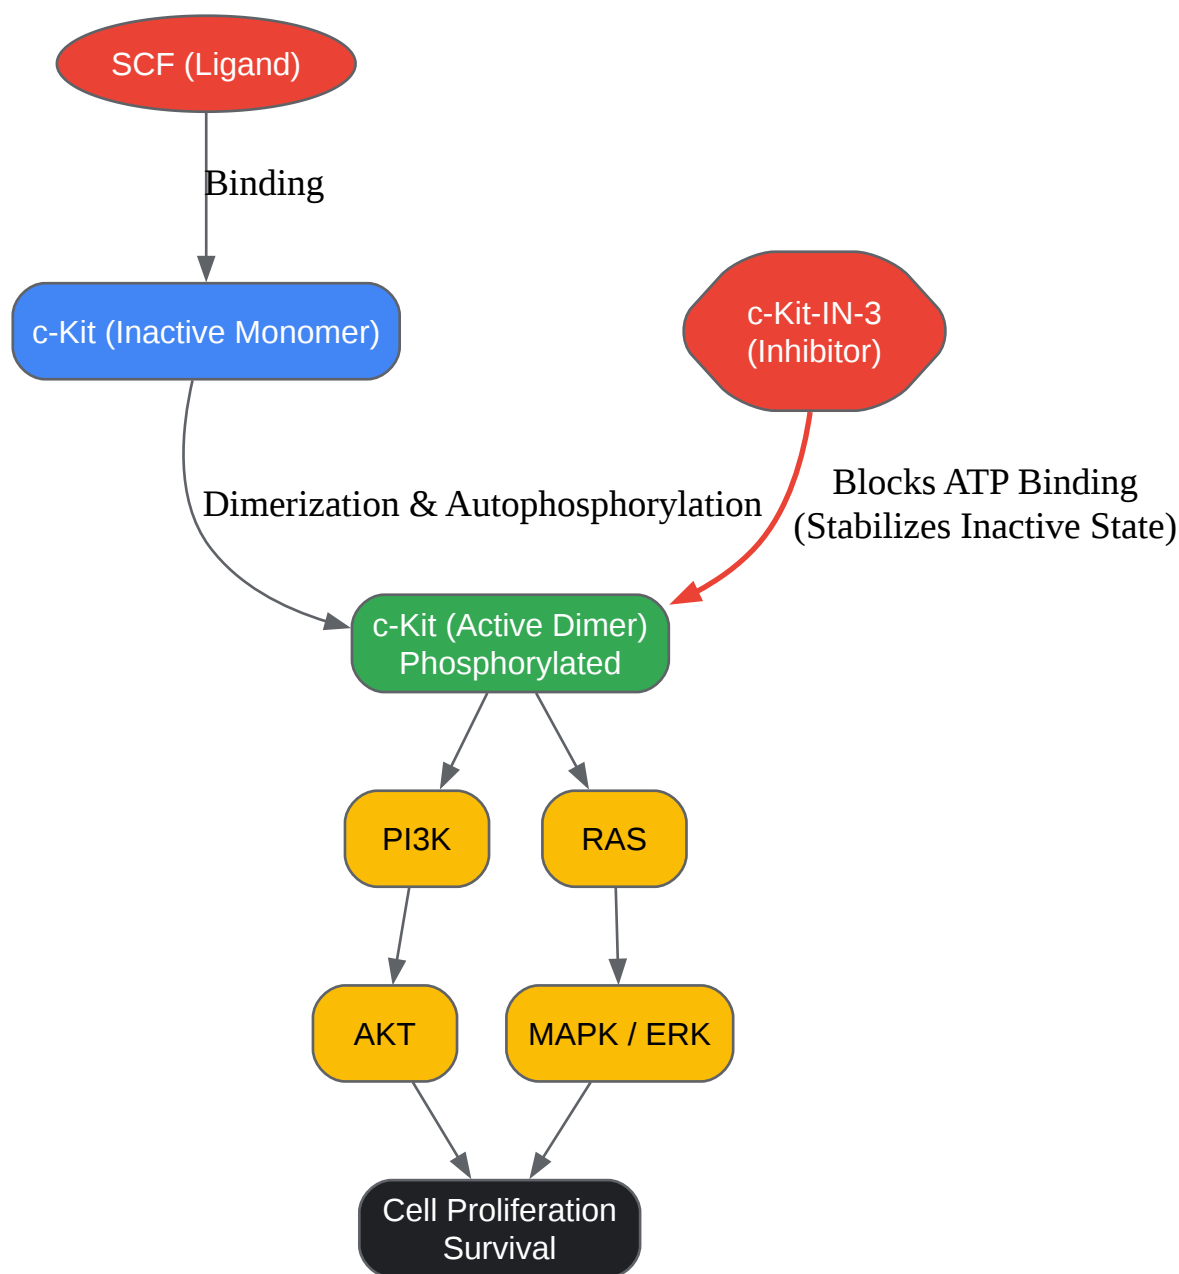 SCF (Ligand)
Binding
c-Kit (Inactive Monomer)
c-Kit-IN-3
(Inhibitor)
Dimerization & Autophosphorylation
Blocks ATP Binding
(Stabilizes Inactive State)
c-Kit (Active Dimer)
Phosphorylated
PI3K
RAS
AKT
MAPK / ERK
Cell Proliferation
Survival